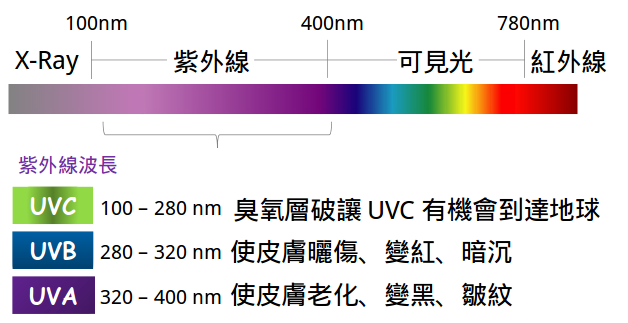 100nm 400nm 780nm
X-Ray 紫外線 可見光 紅外線
紫外線波長
UVC 100 – 280 nm 臭氧層破讓 UVC 有機會到達地球
UVB 280 – 320 nm 使皮膚曬傷、變紅、暗沉
UVA 320 – 400 nm 使皮膚老化、變黑、皺紋